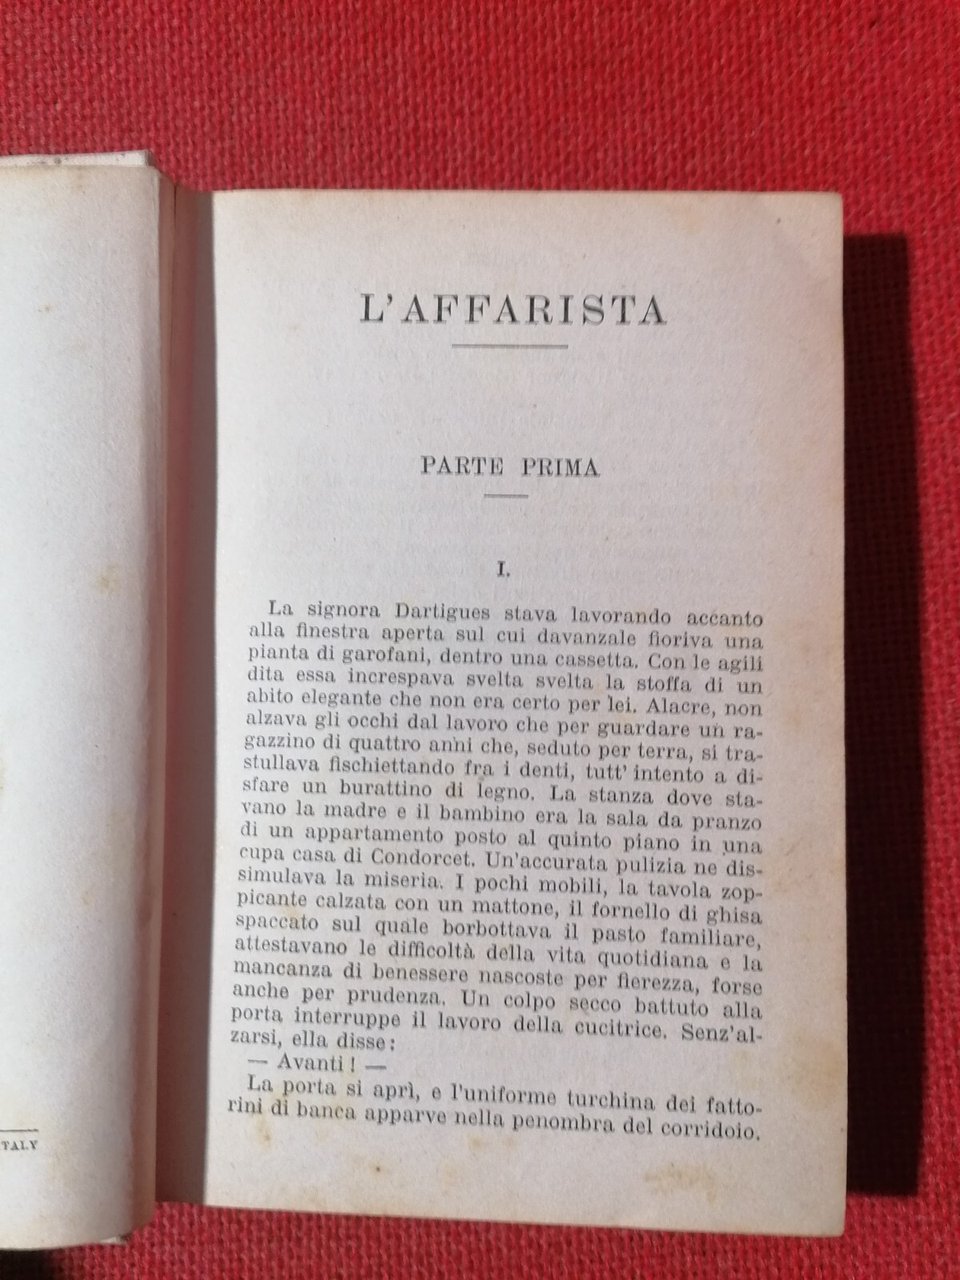 L'AFFARISTA
PARTE PRIMA
I.
La signora Dartigues stava lavorando accanto
alla finestra aperta sul cui davanzale fioriva una
pianta di garofani, dentro una cassetta. Con le agili
dita essa increspava svelta svelta la stoffa di un
abito elegante che non era certo per lei. Alacre, non
alzava gli occhi dal lavoro che per guardare un ra-
gazzino di quattro anni che, seduto per terra, si tra-
stullava fischiettando fra i denti, tutt' intento a di-
sfare un burattino di legno. La stanza dove sta-
vano la madre e il bambino era la sala da pranzo
di un appartamento posto al quinto piano in una
cupa casa di Condorcet. Un'accurata pulizia ne dis-
simulava la miseria. I pochi mobili, la tavola zop-
picante calzata con un mattone, il fornello di ghisa
spaccato sul quale borbottava il pasto familiare,
attestavano le difficoltà della vita quotidiana e la
mancanza di benessere nascoste per fierezza, forse
anche per prudenza. Un colpo secco battuto alla
porta interruppe il lavoro della cucitrice. Senz'al-
zarsi, ella disse:
— Avanti! —
La porta si aprì, e l'uniforme turchina dei fatto-
rini di banca apparve nella penombra del corridoio.
TALY